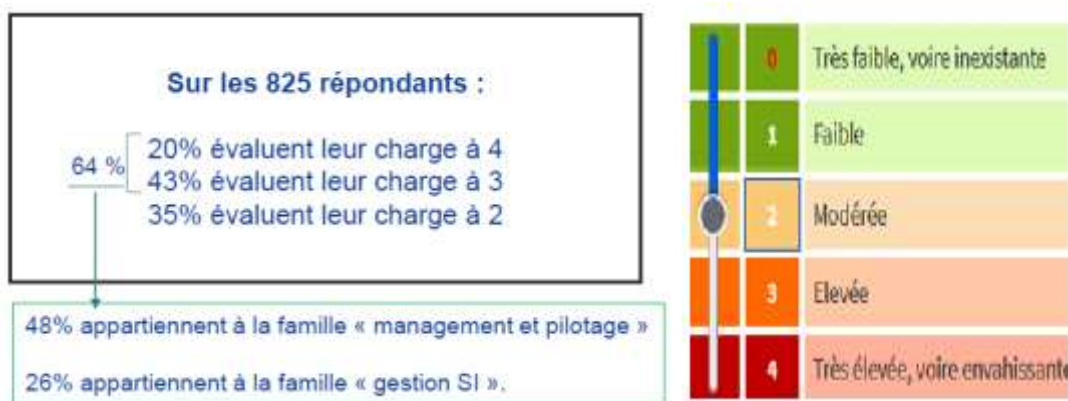 Sur les 825 répondants :
64 %
20% évaluent leur charge à 4
43% évaluent leur charge à 3
35% évaluent leur charge à 2
48% appartiennent à la famille « management et pilotage »
26% appartiennent à la famille « gestion SI ».
0 Très faible, voire inexistante
1 Faible
2 Modérée
3 Elevée
4 Très élevée, voire envahissante